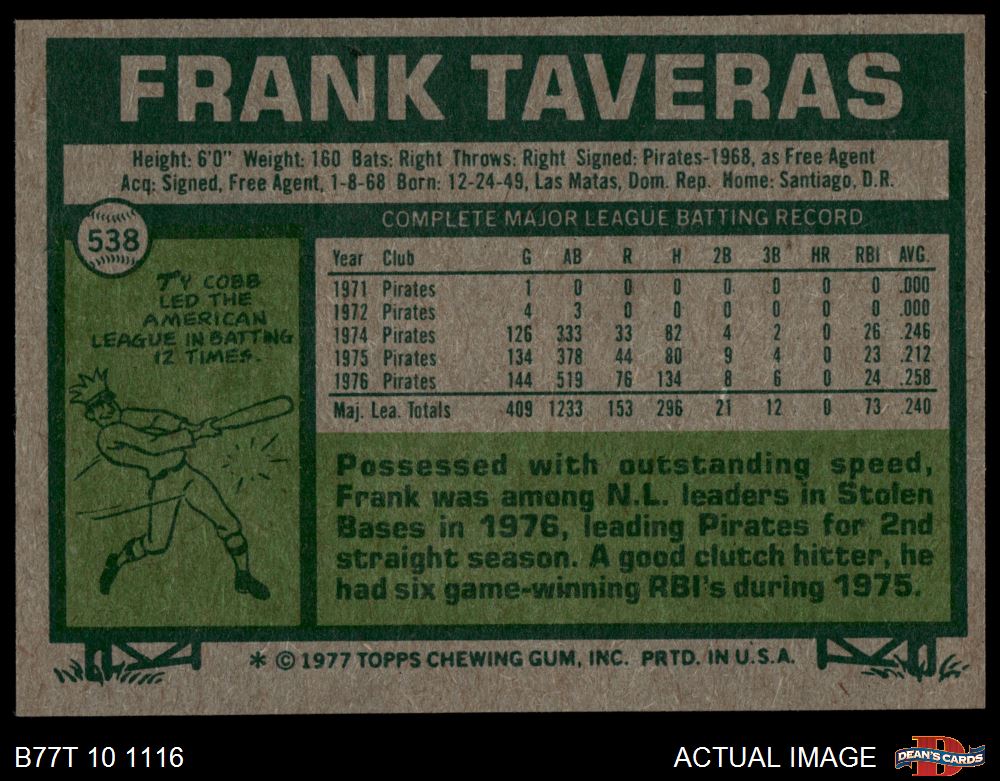 FRANK TAVERAS
Height: 6'0" Weight: 160 Bats: Right Throws: Right Signed: Pirates-1968, as Free Agent
Acq: Signed, Free Agent, 1-8-68 Born: 12-24-49, Las Matas, Dom. Rep. Home: Santiago, D.R.
538
TY COBB
LED THE
AMERICAN
LEAGUE IN BATTING
12 TIMES.
COMPLETE MAJOR LEAGUE BATTING RECORD
Year Club G AB R H 2B 3B HR RBI AVG.
1971 Pirates 1 0 0 0 0 0 0 0 .000
1972 Pirates 4 3 0 0 0 0 0 0 .000
1974 Pirates 126 333 33 82 4 2 0 26 .246
1975 Pirates 134 378 44 80 9 4 0 23 .212
1976 Pirates 144 519 76 134 8 6 0 24 .258
Maj. Lea. Totals 409 1233 153 296 21 12 0 73 .240
Possessed with outstanding speed,
Frank was among N.L. leaders in Stolen
Bases in 1976, leading Pirates for 2nd
straight season. A good clutch hitter, he
had six game-winning RBI's during 1975.
* © 1977 TOPPS CHEWING GUM, INC. PRTD. IN U.S.A.
B77T 10 1116
ACTUAL IMAGE
D
DEAN'S CARDS